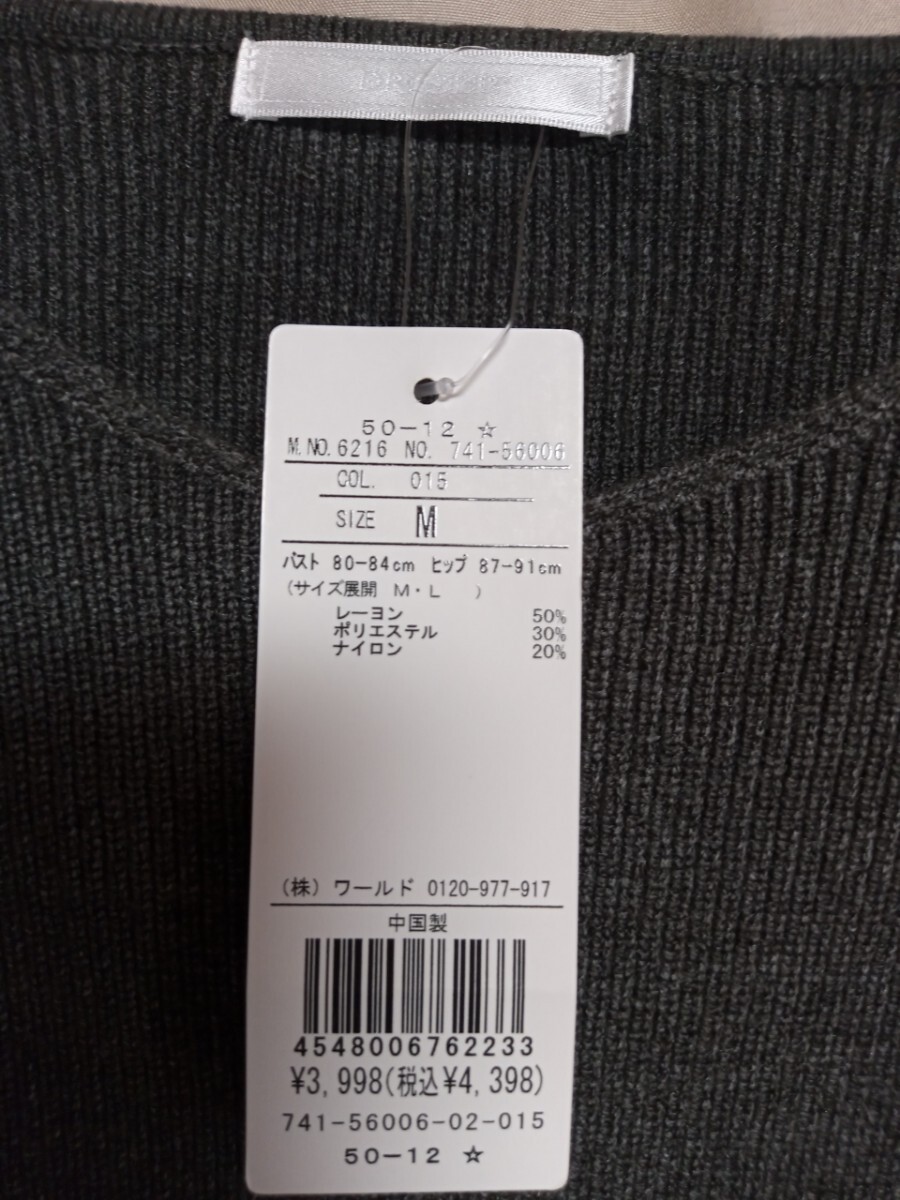 50-12 ☆
M.NO.6216 NO. 741-56006
COL. 015
SIZE M
バスト 80-84cm ヒップ 87-91cm
(サイズ展開 M・L )
レーヨン 50%
ポリエステル 30%
ナイロン 20%
(株) ワールド 0120-977-917
中国製
4548006762233
¥3,998(税込¥4,398)
741-56006-02-015
50-12 ☆